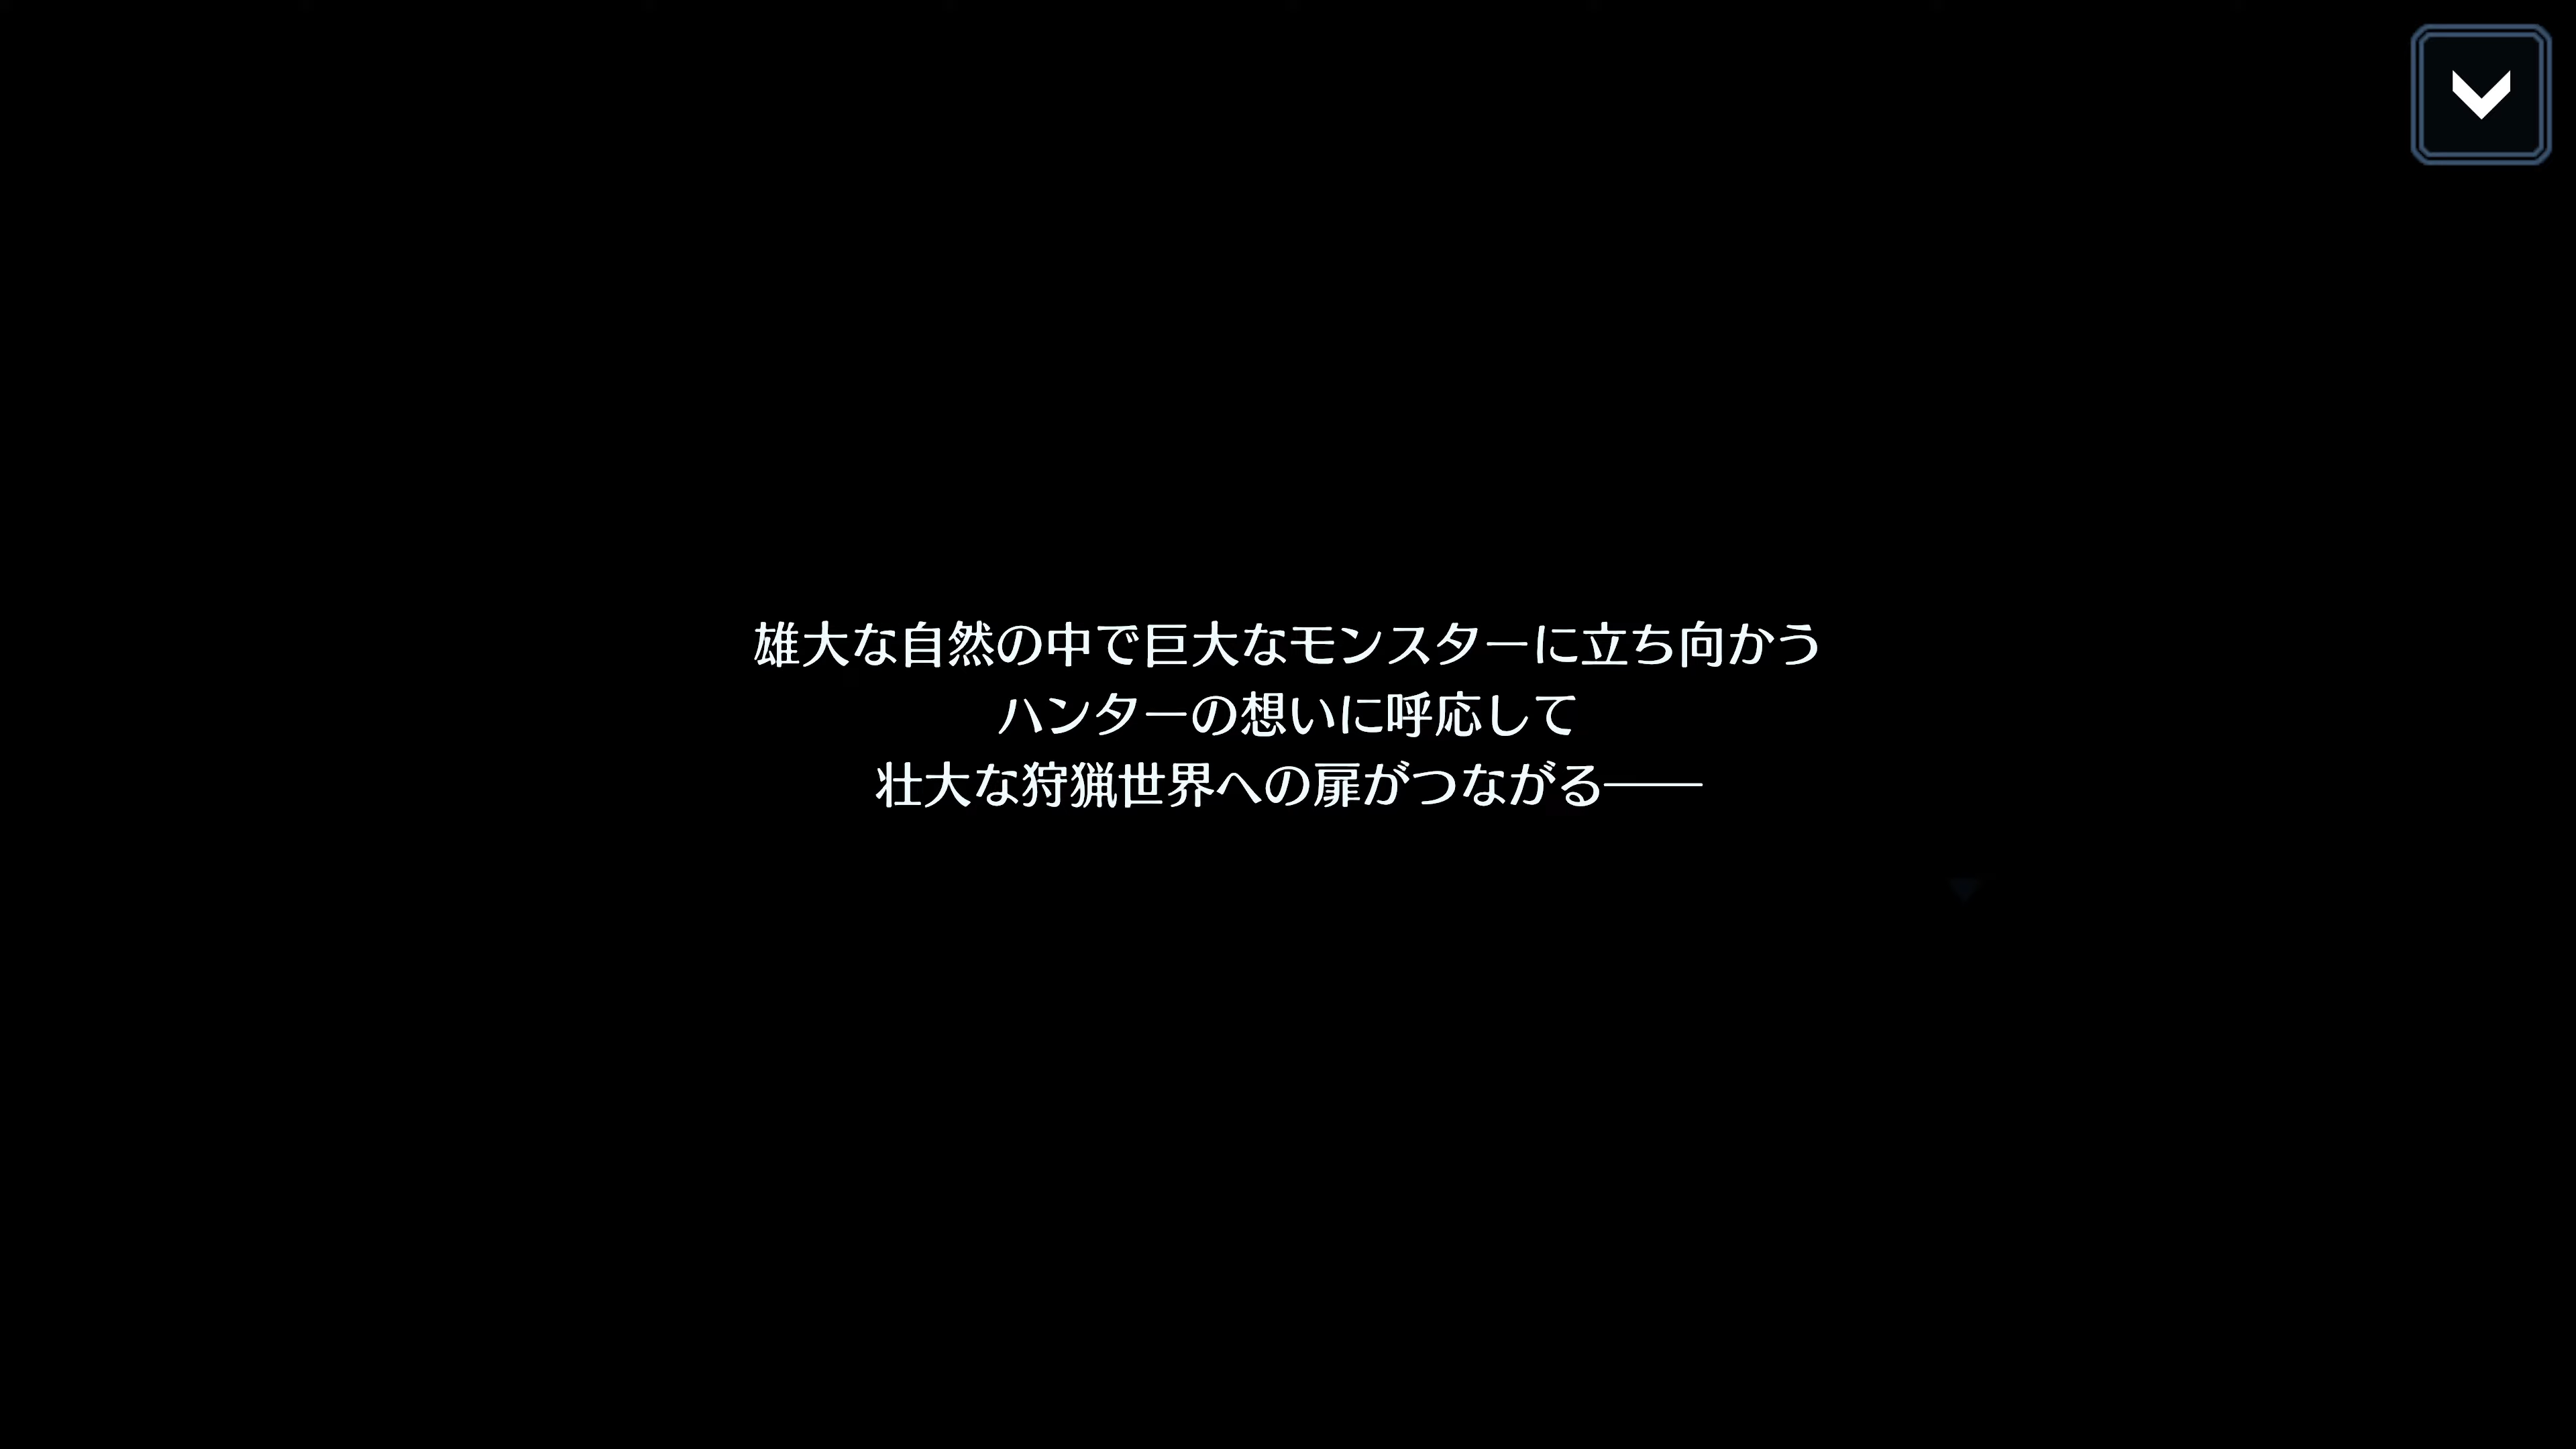 雄大な自然の中で巨大なモンスターに立ち向かう
ハンターの想いに呼応して
壮大な狩猟世界への扉がつながる――